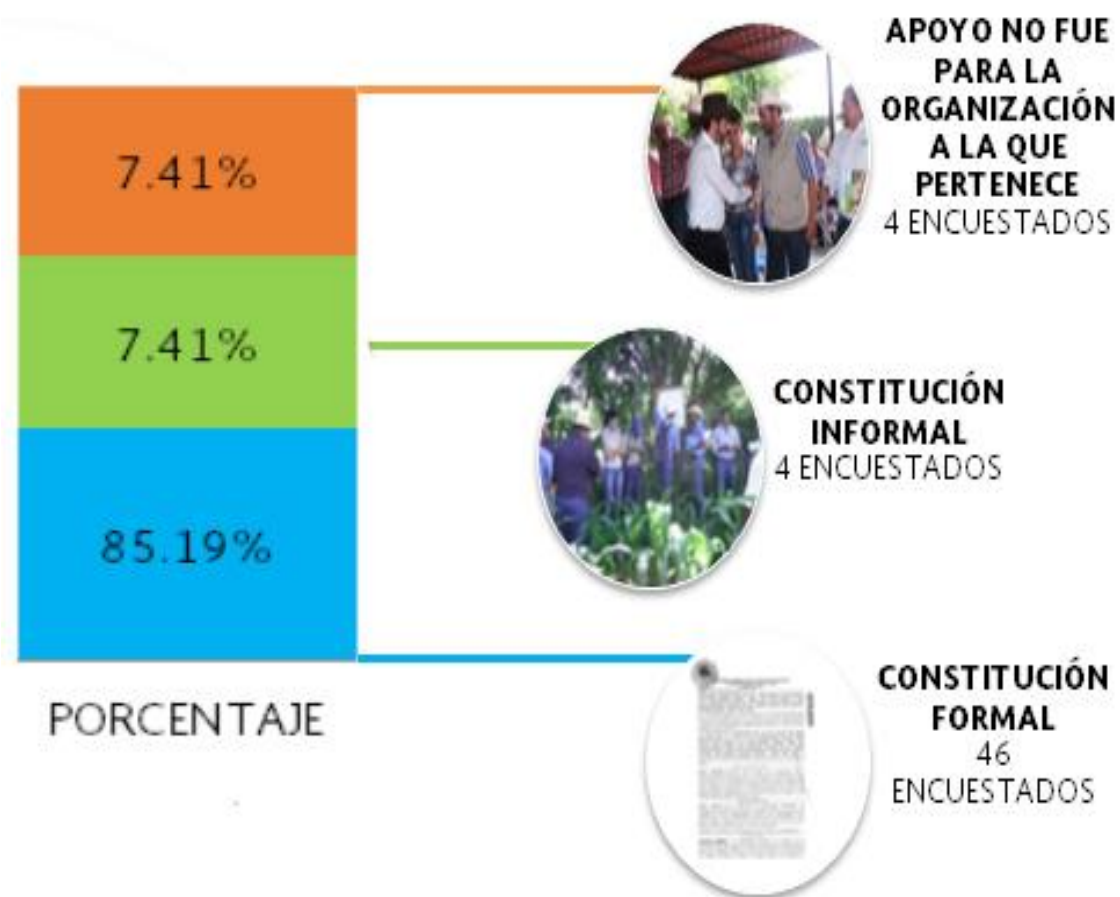 7.41%
7.41%
85.19%
PORCENTAJE
APOYO NO FUE
PARA LA
ORGANIZACIÓN
A LA QUE
PERTENECE
4 ENCUESTADOS
CONSTITUCIÓN
INFORMAL
4 ENCUESTADOS
CONSTITUCIÓN
FORMAL
46
ENCUESTADOS